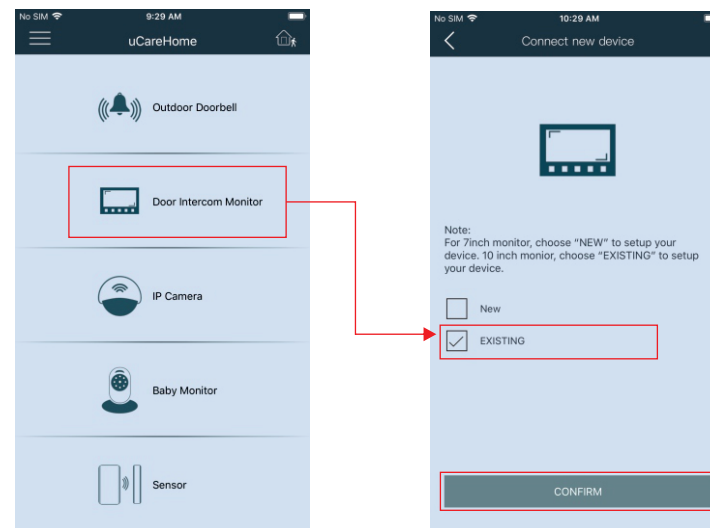 No SIM 9:29 AM
uCareHome
Outdoor Doorbell
Door Intercom Monitor
IP Camera
Baby Monitor
Sensor
No SIM 10:29 AM
Connect new device
Note:
For 7inch monitor, choose “NEW” to setup your
device. 10 inch monior, choose “EXISTING” to setup
your device.
New
EXISTING
CONFIRM